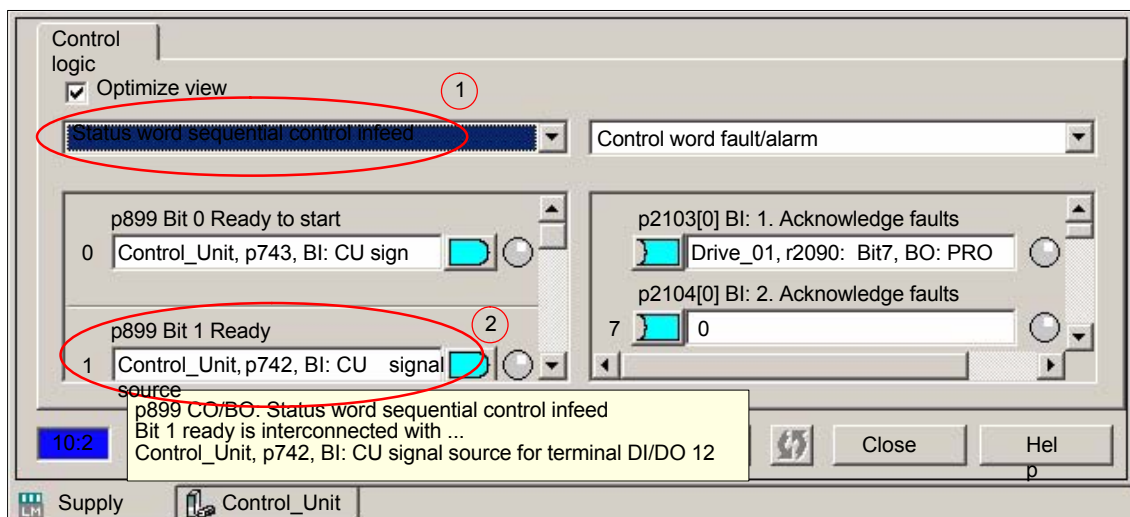 Control
logic
Optimize view
1
Status word sequential control infeed
Control word fault/alarm
p899 Bit 0 Ready to start
0 Control_Unit, p743, BI: CU sign
p2103[0] BI: 1. Acknowledge faults
Drive_01, r2090: Bit7, BO: PRO
p2104[0] BI: 2. Acknowledge faults
7 0
p899 Bit 1 Ready
2
1 Control_Unit, p742, BI: CU signal
source
p899 CO/BO: Status word sequential control infeed
Bit 1 ready is interconnected with ...
Control_Unit, p742, BI: CU signal source for terminal DI/DO 12
10:2
Close
Hel
p
LM
Supply
Control_Unit